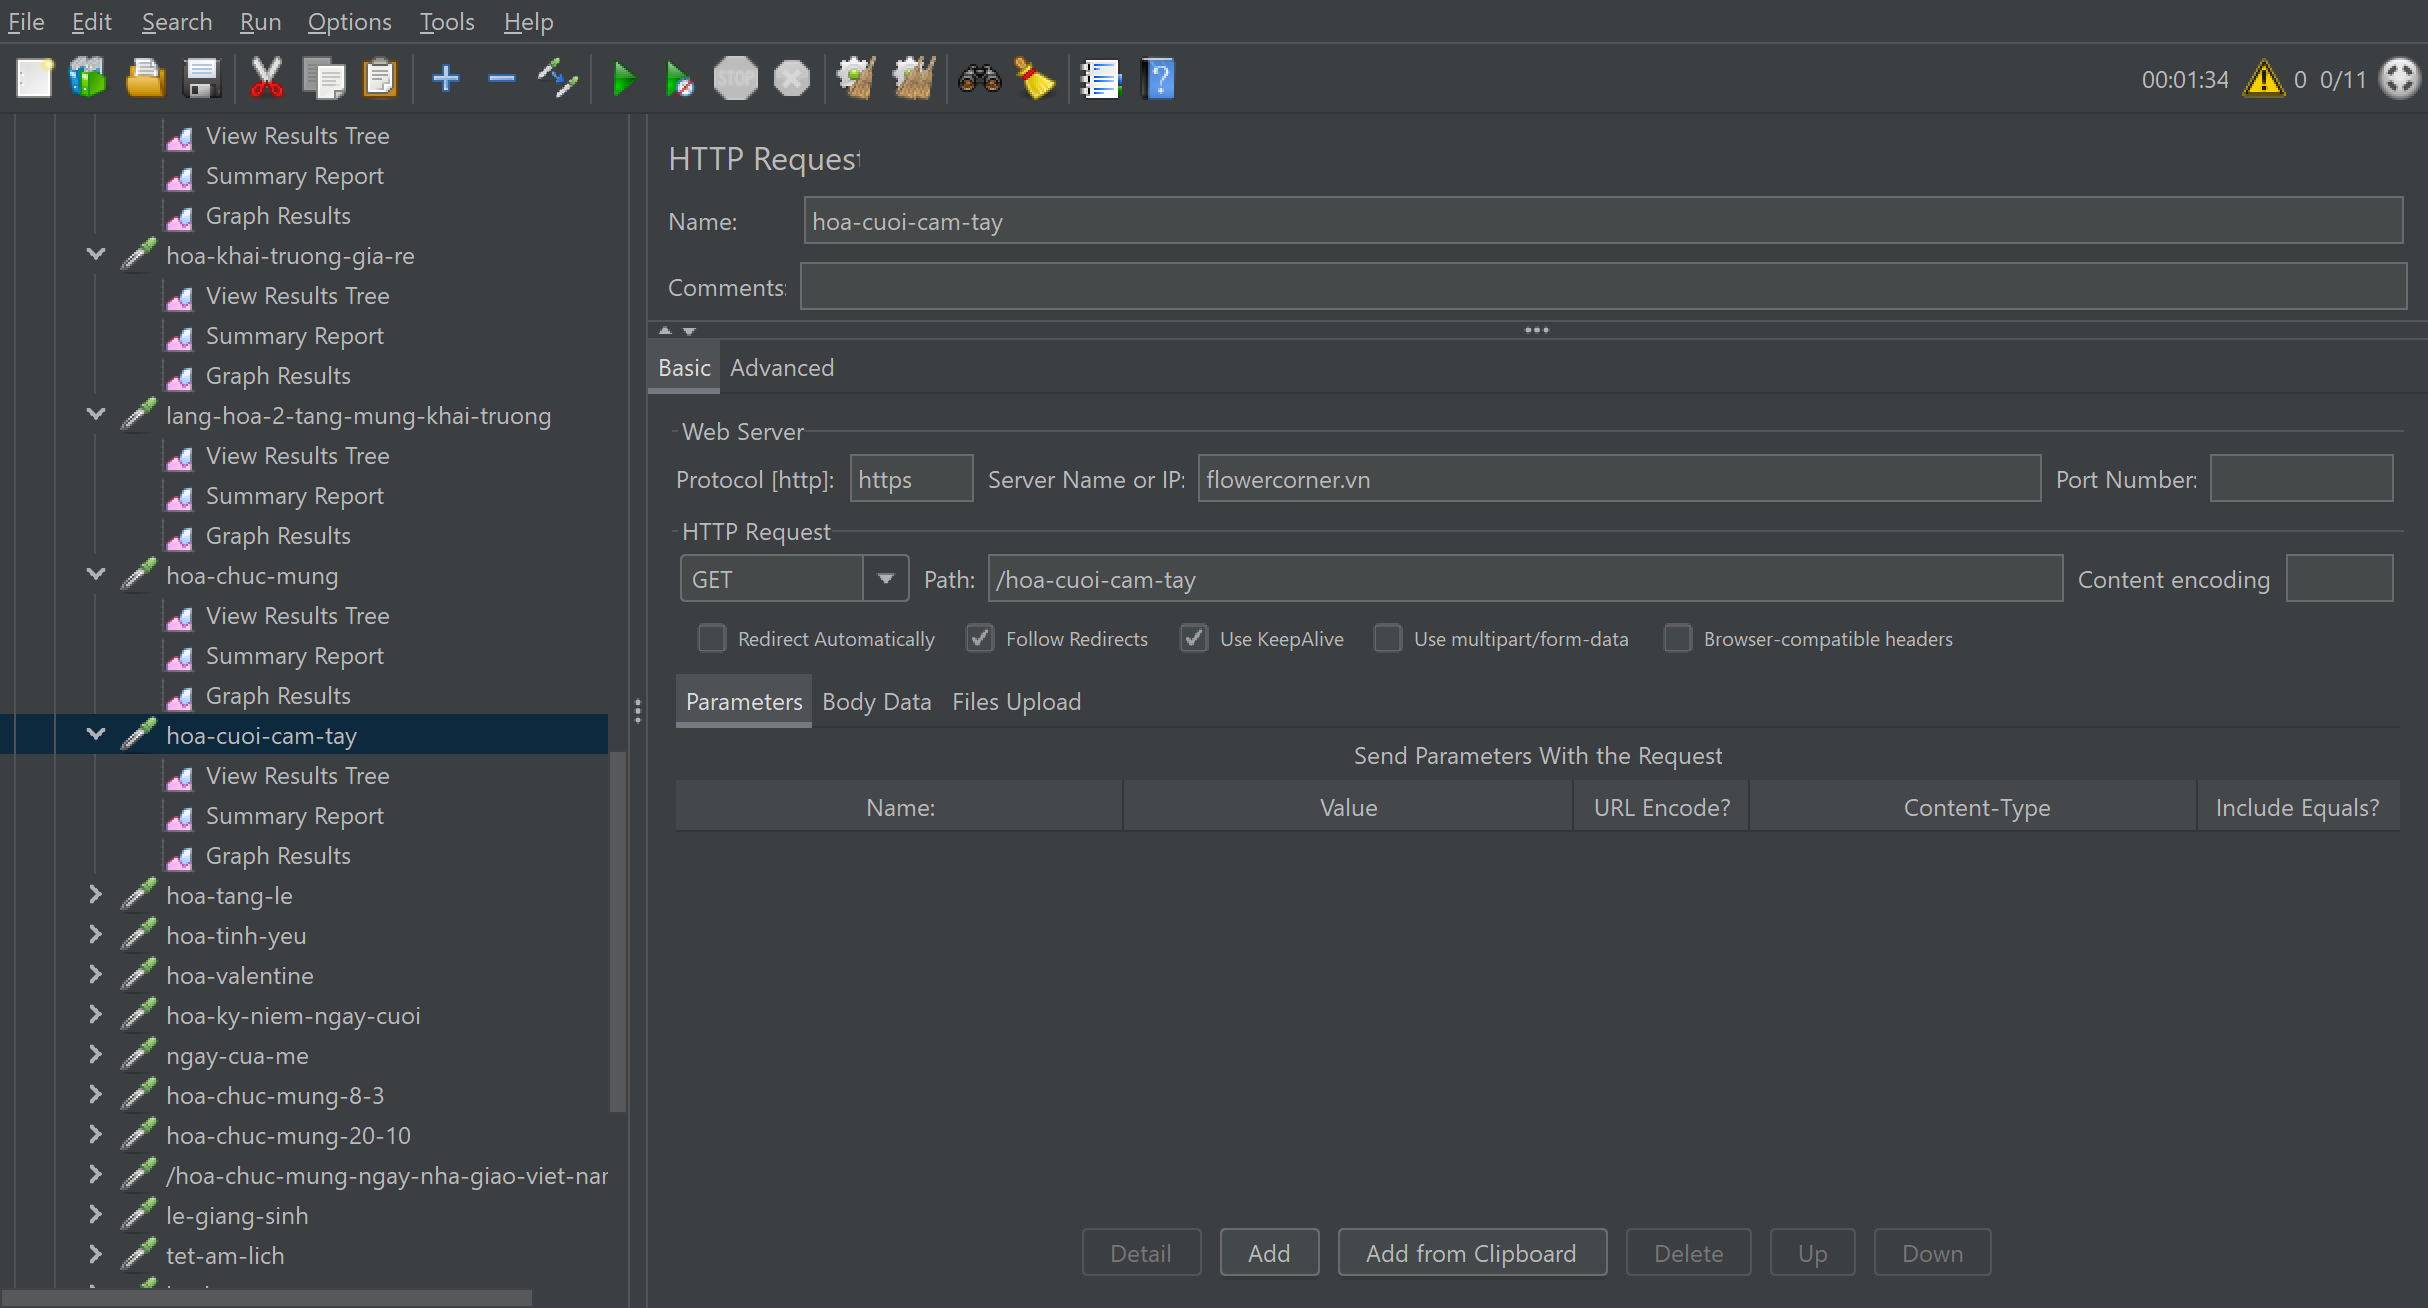 File Edit Search Run Options Tools Help
STOP
00:01:34 0 0/11
View Results Tree
Summary Report
Graph Results
hoa-khai-truong-gia-re
View Results Tree
Summary Report
Graph Results
lang-hoa-2-tang-mung-khai-truong
View Results Tree
Summary Report
Graph Results
hoa-chuc-mung
View Results Tree
Summary Report
Graph Results
hoa-cuoi-cam-tay
View Results Tree
Summary Report
Graph Results
hoa-tang-le
hoa-tinh-yeu
hoa-valentine
hoa-ky-niem-ngay-cuoi
ngay-cua-me
hoa-chuc-mung-8-3
hoa-chuc-mung-20-10
/hoa-chuc-mung-ngay-nha-giao-viet-nar
le-giang-sinh
tet-am-lich
HTTP Request
Name: hoa-cuoi-cam-tay
Comments:
Basic Advanced
Web Server
Protocol [http]: https Server Name or IP: flowercorner.vn Port Number:
HTTP Request
GET Path: /hoa-cuoi-cam-tay Content encoding
Redirect Automatically Follow Redirects Use KeepAlive Use multipart/form-data Browser-compatible headers
Parameters Body Data Files Upload
Send Parameters With the Request
Name: Value URL Encode? Content-Type Include Equals?
Detail Add Add from Clipboard Delete Up Down